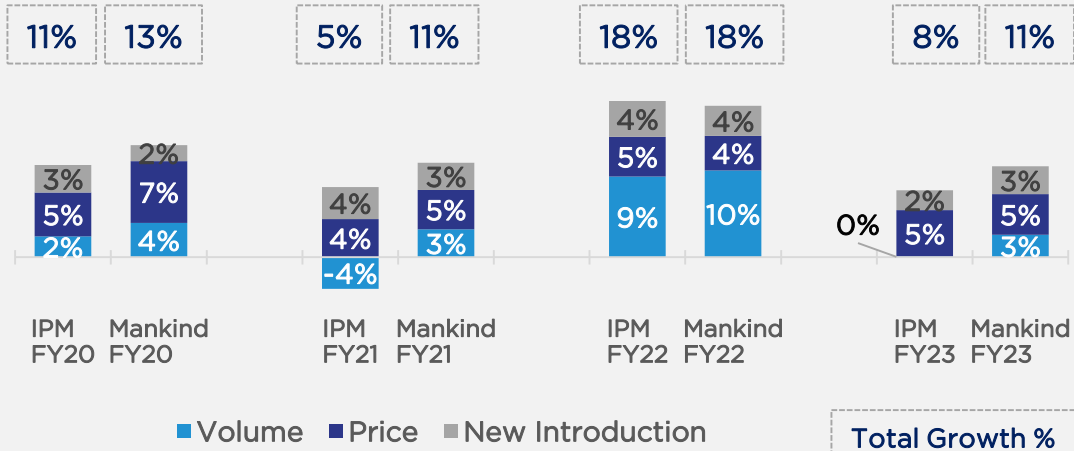 11% 13% 5% 11% 18% 18% 8% 11%
4% 4%
2% 5% 4%
3% 3% 3%
7% 4% 2%
5% 5% 9% 10% 0% 5% 5%
2% 4% 4% 3% 3%
-4%
IPM Mankind IPM Mankind IPM Mankind IPM Mankind
FY20 FY20 FY21 FY21 FY22 FY22 FY23 FY23
Volume Price New Introduction
Total Growth %